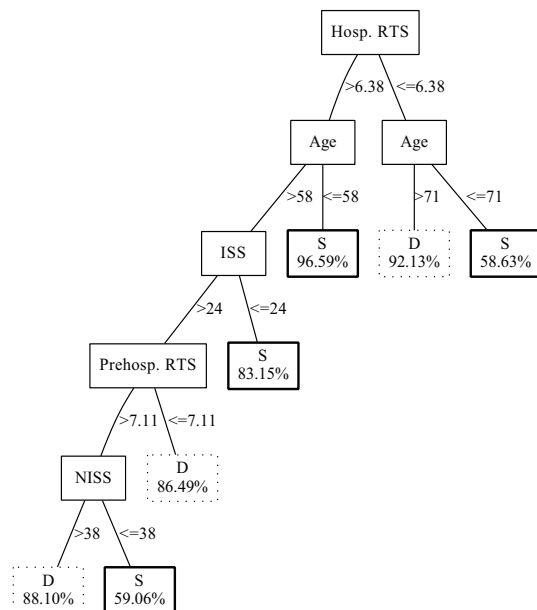 Hosp. RTS
>6.38
<=6.38
Age
Age
>58
<=58
>71
<=71
ISS
S
96.59%
D
92.13%
S
58.63%
>24
<=24
Prehosp. RTS
S
83.15%
>7.11
<=7.11
NISS
D
86.49%
>38
<=38
D
88.10%
S
59.06%